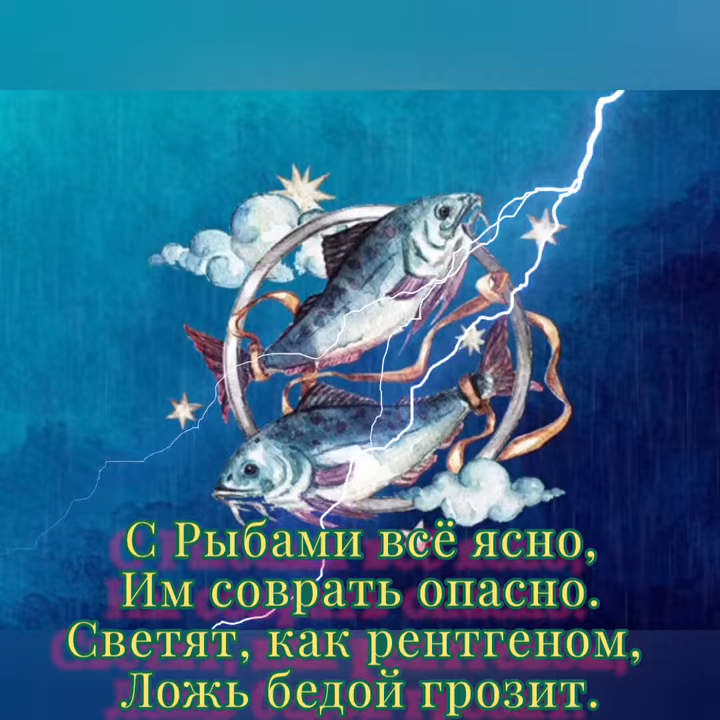 С Рыбами всё ясно,
Им соврать опасно.
Светят, как рентгеном,
Ложь бедой грозит.